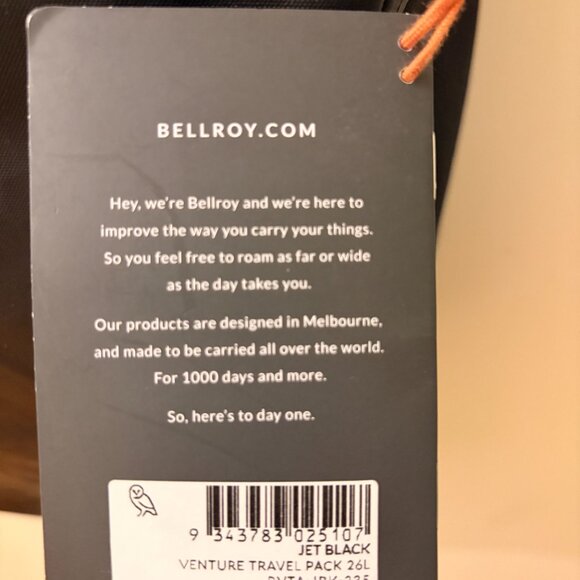 BELLROY.COM
Hey, we're Bellroy and we're here to
improve the way you carry your things.
So you feel free to roam as far or wide
as the day takes you.
Our products are designed in Melbourne,
and made to be carried all over the world.
For 1000 days and more.
So, here's to day one.
9 343783 025107
JET BLACK
VENTURE TRAVEL PACK 26L